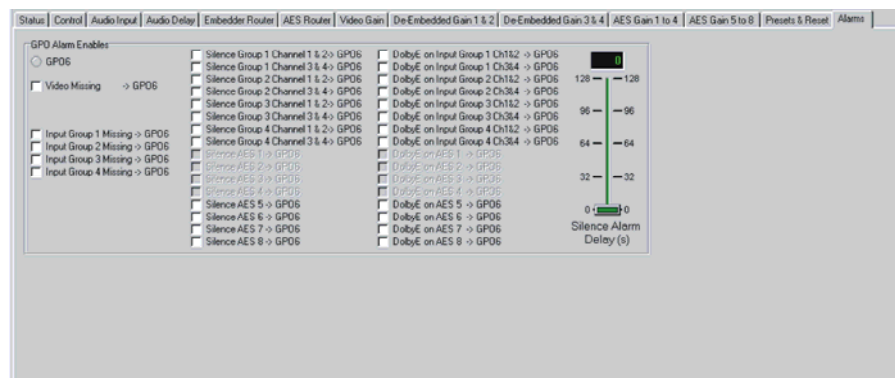 Status Control Audio Input Audio Delay Embedder Router AES Router Video Gain De-Embedded Gain 1 & 2 De-Embedded Gain 3 & 4 AES Gain 1 to 4 AES Gain 5 to 8 Presets & Reset Alarms
GPO Alarm Enables
GPO6
Video Missing -> GPO6
Input Group 1 Missing -> GPO6
Input Group 2 Missing -> GPO6
Input Group 3 Missing -> GPO6
Input Group 4 Missing -> GPO6
Silence Group 1 Channel 1 & 2-> GPO6
Silence Group 1 Channel 3 & 4-> GPO6
Silence Group 2 Channel 1 & 2-> GPO6
Silence Group 2 Channel 3 & 4-> GPO6
Silence Group 3 Channel 1 & 2-> GPO6
Silence Group 3 Channel 3 & 4-> GPO6
Silence Group 4 Channel 1 & 2-> GPO6
Silence Group 4 Channel 3 & 4-> GPO6
Silence AES 1 -> GPO6
Silence AES 2 -> GPO6
Silence AES 3 -> GPO6
Silence AES 4 -> GPO6
Silence AES 5 -> GPO6
Silence AES 6 -> GPO6
Silence AES 7 -> GPO6
Silence AES 8 -> GPO6
DolbyE on Input Group 1 Ch1&2 -> GPO6
DolbyE on Input Group 1 Ch3&4 -> GPO6
DolbyE on Input Group 2 Ch1&2 -> GPO6
DolbyE on Input Group 2 Ch3&4 -> GPO6
DolbyE on Input Group 3 Ch1&2 -> GPO6
DolbyE on Input Group 3 Ch3&4 -> GPO6
DolbyE on Input Group 4 Ch1&2 -> GPO6
DolbyE on Input Group 4 Ch3&4 -> GPO6
DolbyE on AES 1 -> GPO6
DolbyE on AES 2 -> GPO6
DolbyE on AES 3 -> GPO6
DolbyE on AES 4 -> GPO6
DolbyE on AES 5 -> GPO6
DolbyE on AES 6 -> GPO6
DolbyE on AES 7 -> GPO6
DolbyE on AES 8 -> GPO6
0
128 128
96 96
64 64
32 32
0 0
Silence Alarm
Delay (s)